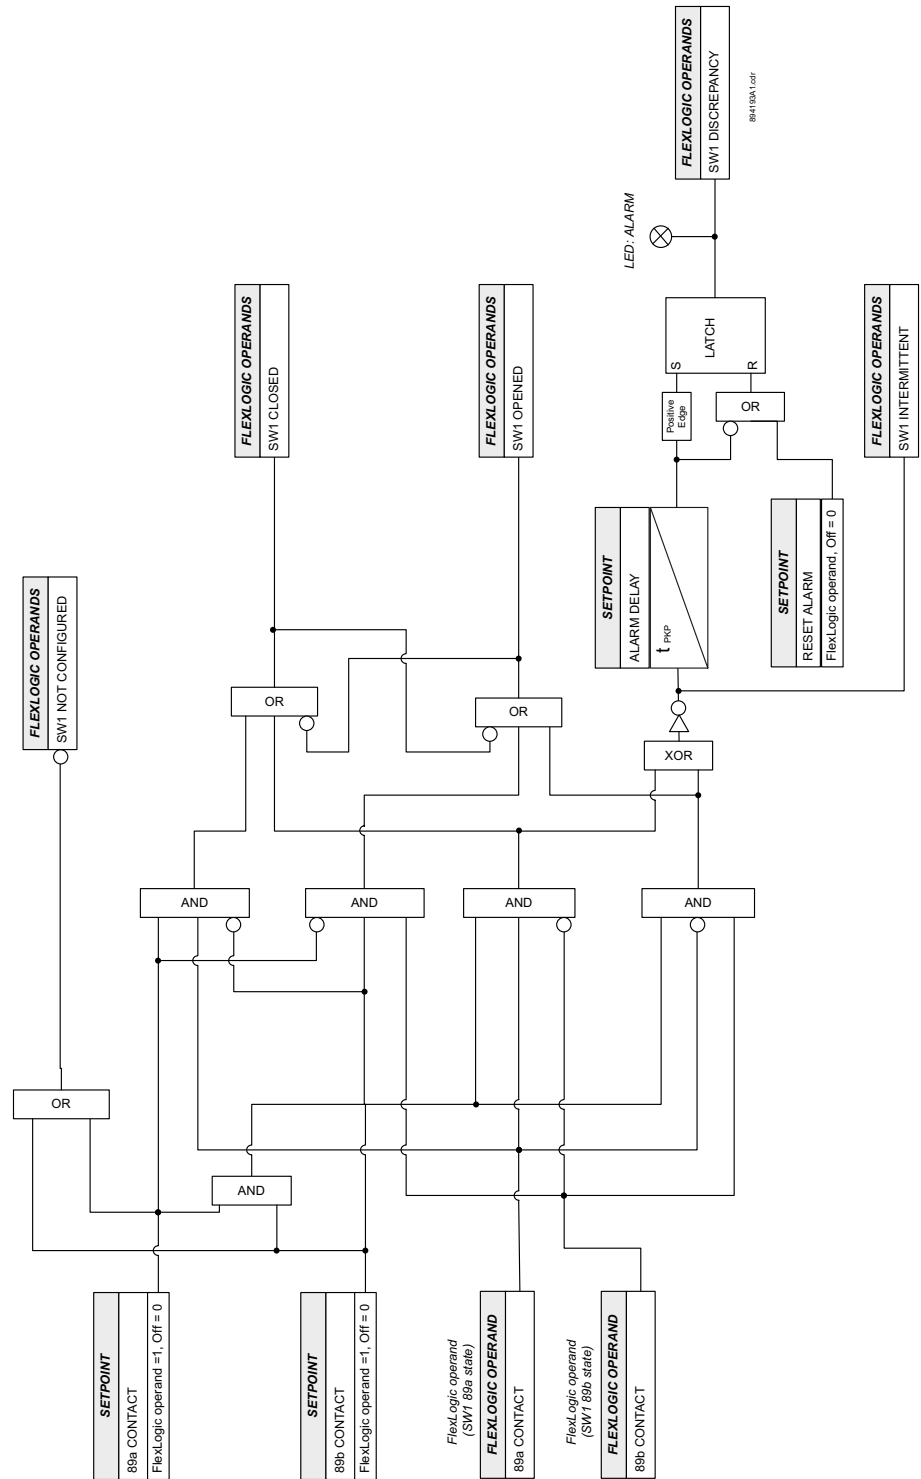 SETPOINT
89a CONTACT
FlexLogic operand =1, Off = 0
SETPOINT
89b CONTACT
FlexLogic operand =1, Off = 0
FlexLogic operand
(SW1 89a state)
FLEXLOGIC OPERAND
89a CONTACT
FlexLogic operand
(SW1 89b state)
FLEXLOGIC OPERAND
89b CONTACT
OR
AND
AND
AND
AND
AND
FLEXLOGIC OPERANDS
SW1 NOT CONFIGURED
OR
OR
XOR
FLEXLOGIC OPERANDS
SW1 CLOSED
FLEXLOGIC OPERANDS
SW1 OPENED
SETPOINT
ALARM DELAY
t PKP
SETPOINT
RESET ALARM
FlexLogic operand, Off = 0
Positive
Edge
OR
S
R
LATCH
LED: ALARM
FLEXLOGIC OPERANDS
SW1 DISCREPANCY
FLEXLOGIC OPERANDS
SW1 INTERMITTENT
894193A1.cdr